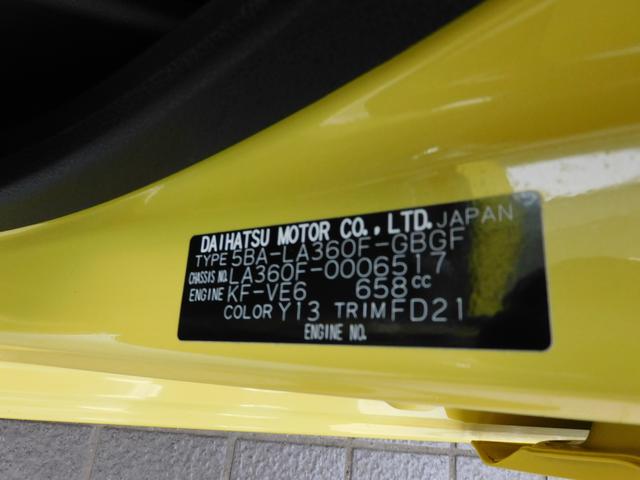 DAIHATSU MOTOR CO., LTD. JAPAN
TYPE 5BA-LA360F-GBGF
CHASSIS NO. LA360F-0006517
ENGINE KF-VE6 658cc
COLOR Y13 TRIM FD21
ENGINE NO.